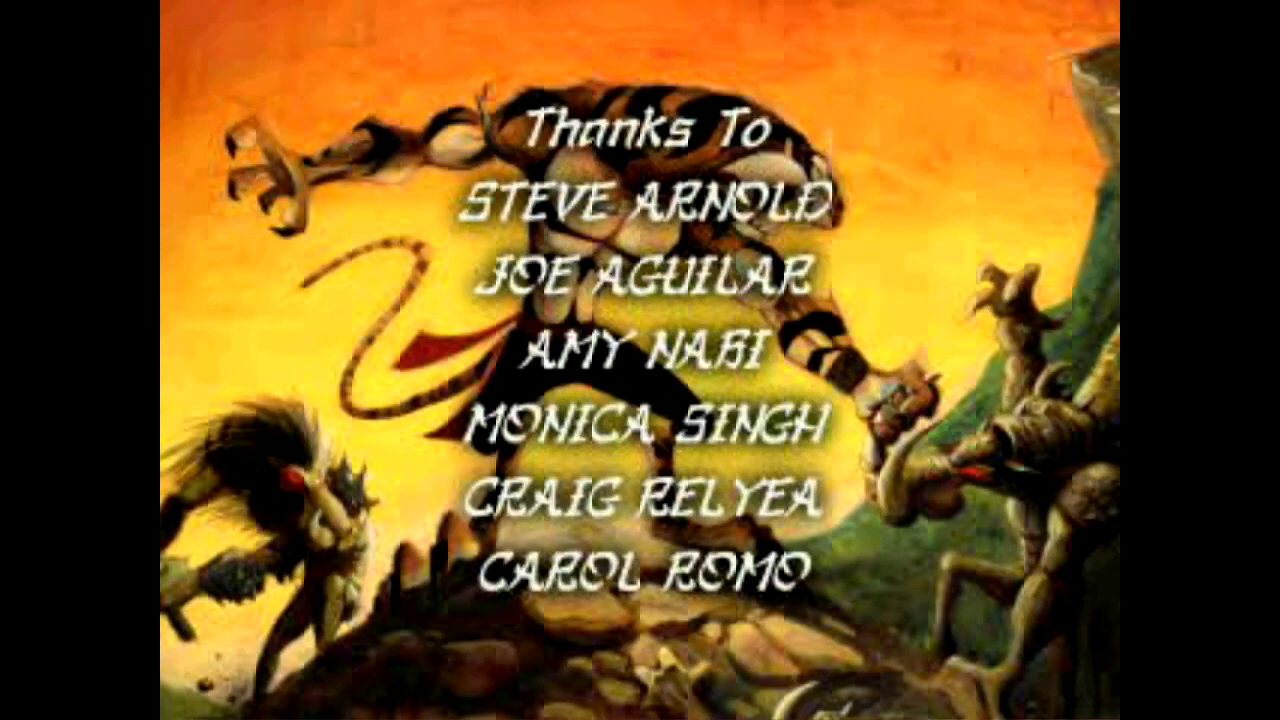 Thanks To
STEVE ARNOLD
JOE AGUILAR
AMY NABI
MONICA SINGH
CRAIG RELYEA
CAROL ROMO